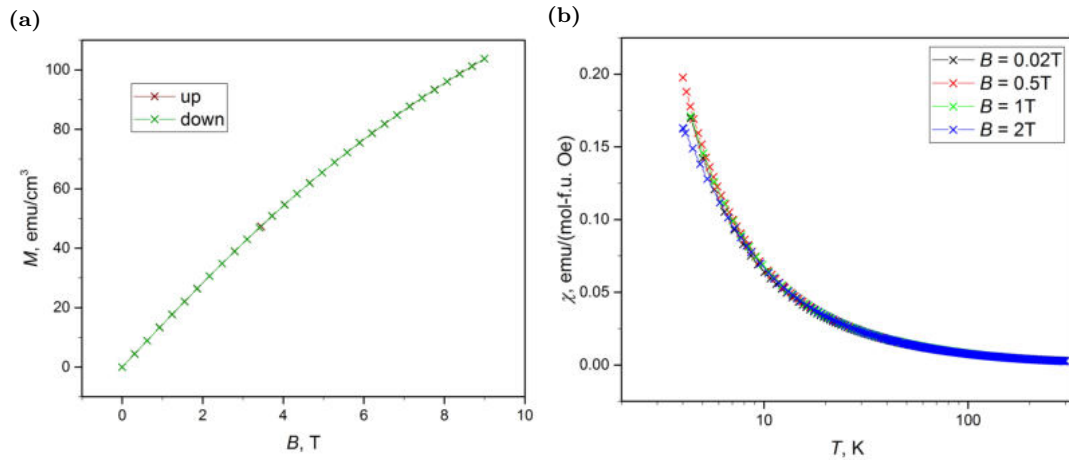 (a)
(b)
M, emu/cm³
100
80
60
40
20
0
0 2 4 6 8 10
B, T
up
down
χ, emu/(mol-f.u. Oe)
0.20
0.15
0.10
0.05
0.00
10 100
T, K
B = 0.02T
B = 0.5T
B = 1T
B = 2T